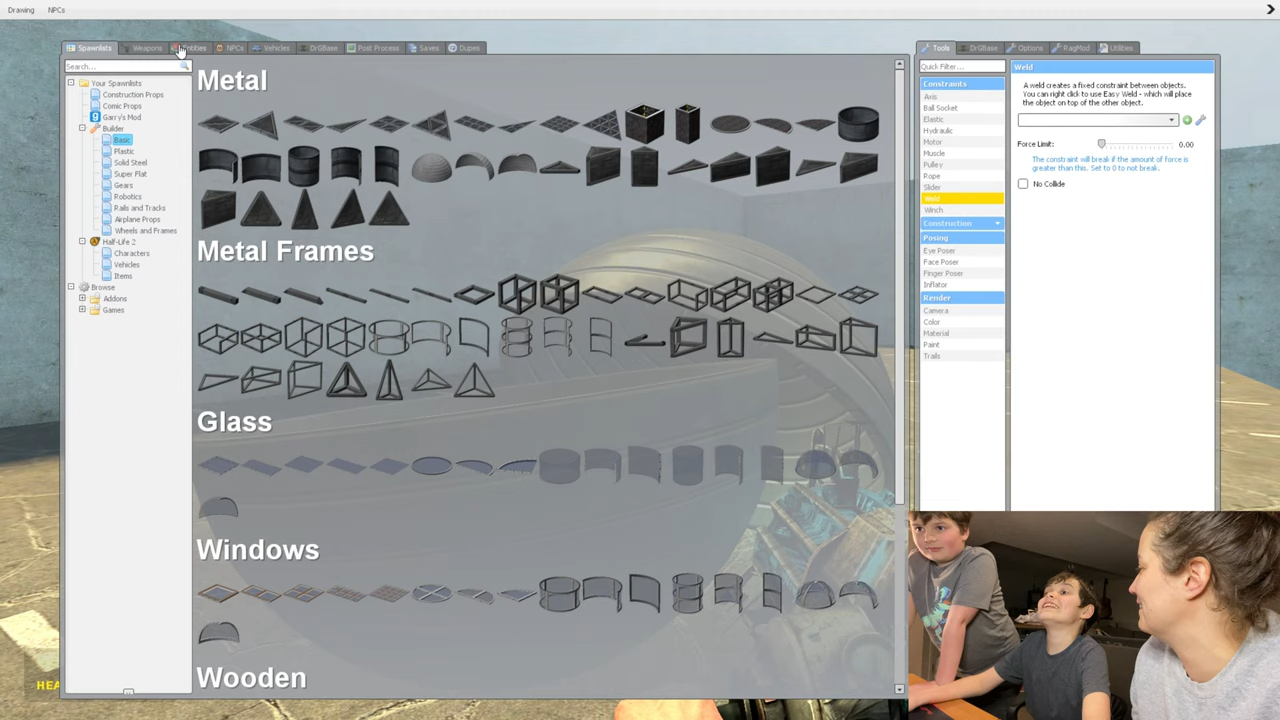 Drawing NPCs
Spawnlists Weapons Entities NPCs Vehicles DrGBase Post Process Saves Dupes
Search...
Your Spawnlists
Construction Props
Comic Props
Garry's Mod
Builder
Basic
Plastic
Solid Steel
Super Flat
Gears
Robotics
Rails and Tracks
Airplane Props
Wheels and Frames
Half-Life 2
Characters
Vehicles
Items
Browse
Addons
Games
Metal
Metal Frames
Glass
Windows
Wooden
HEA
Tools DrGBase Options RagMod Utilities
Quick Filter...
Constraints
Axis
Ball Socket
Elastic
Hydraulic
Motor
Muscle
Pulley
Rope
Slider
Weld
Winch
Construction
Posing
Eye Poser
Face Poser
Finger Poser
Inflator
Render
Camera
Color
Material
Paint
Trails
Weld
A weld creates a fixed constraint between objects.
You can right click to use Easy Weld - which will place
the object on top of the other object.
Force Limit: 0.00
The constraint will break if the amount of force is
greater than this. Set to 0 to not break.
No Collide